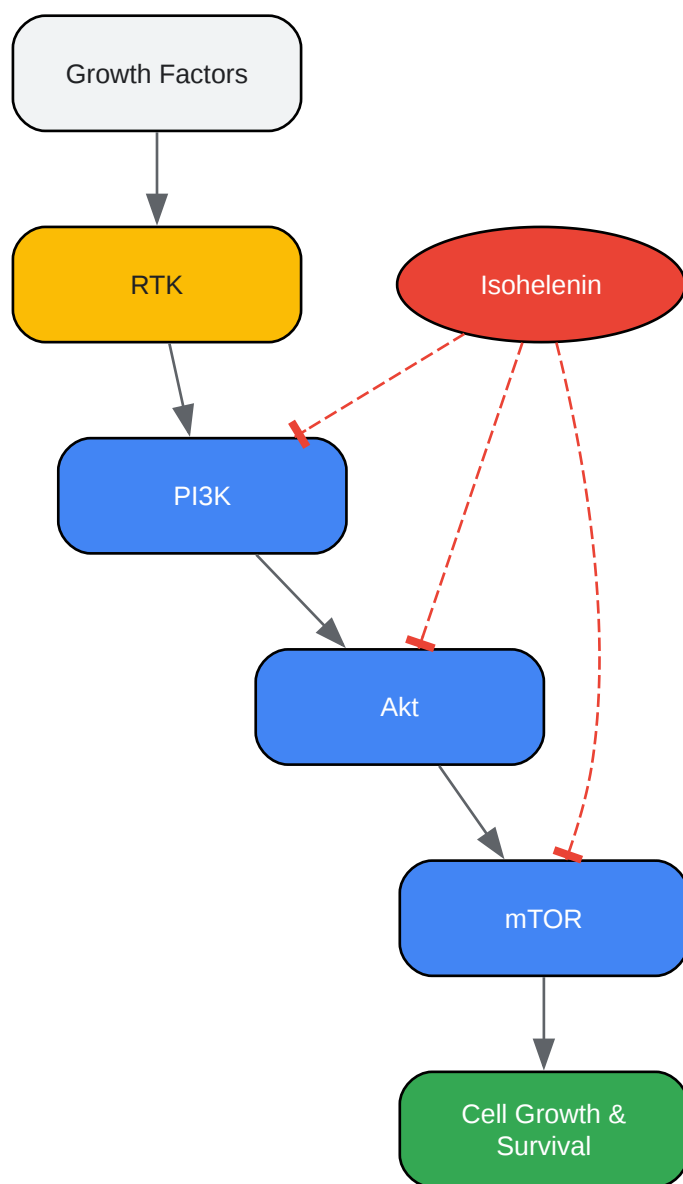 Growth Factors
RTK
Isohelenin
PI3K
Akt
mTOR
Cell Growth &
Survival